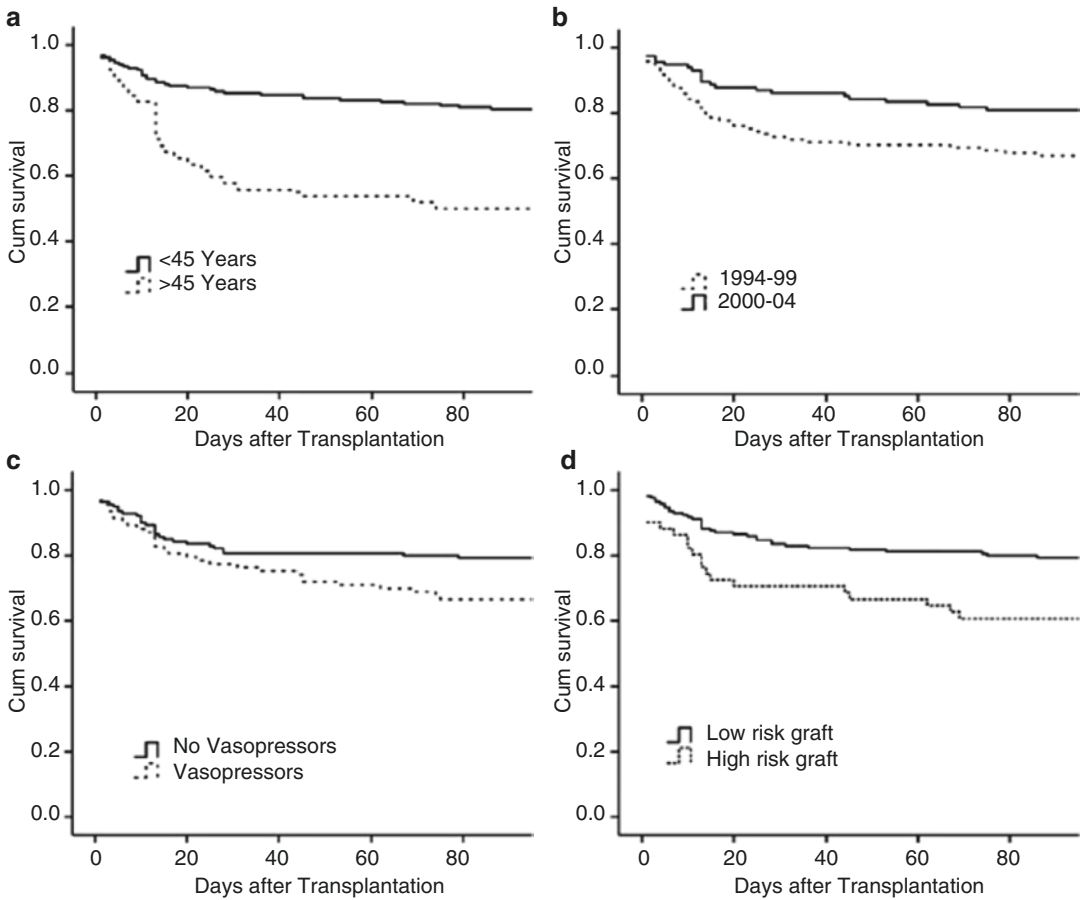 a
Cum survival
1.0
0.8
0.6
0.4
0.2
0.0
<45 Years
>45 Years
0 20 40 60 80
Days after Transplantation
b
Cum survival
1.0
0.8
0.6
0.4
0.2
0.0
1994-99
2000-04
0 20 40 60 80
Days after Transplantation
c
Cum survival
1.0
0.8
0.6
0.4
0.2
0.0
No Vasopressors
Vasopressors
0 20 40 60 80
Days after Transplantation
d
Cum survival
1.0
0.8
0.6
0.4
0.2
0.0
Low risk graft
High risk graft
0 20 40 60 80
Days after Transplantation